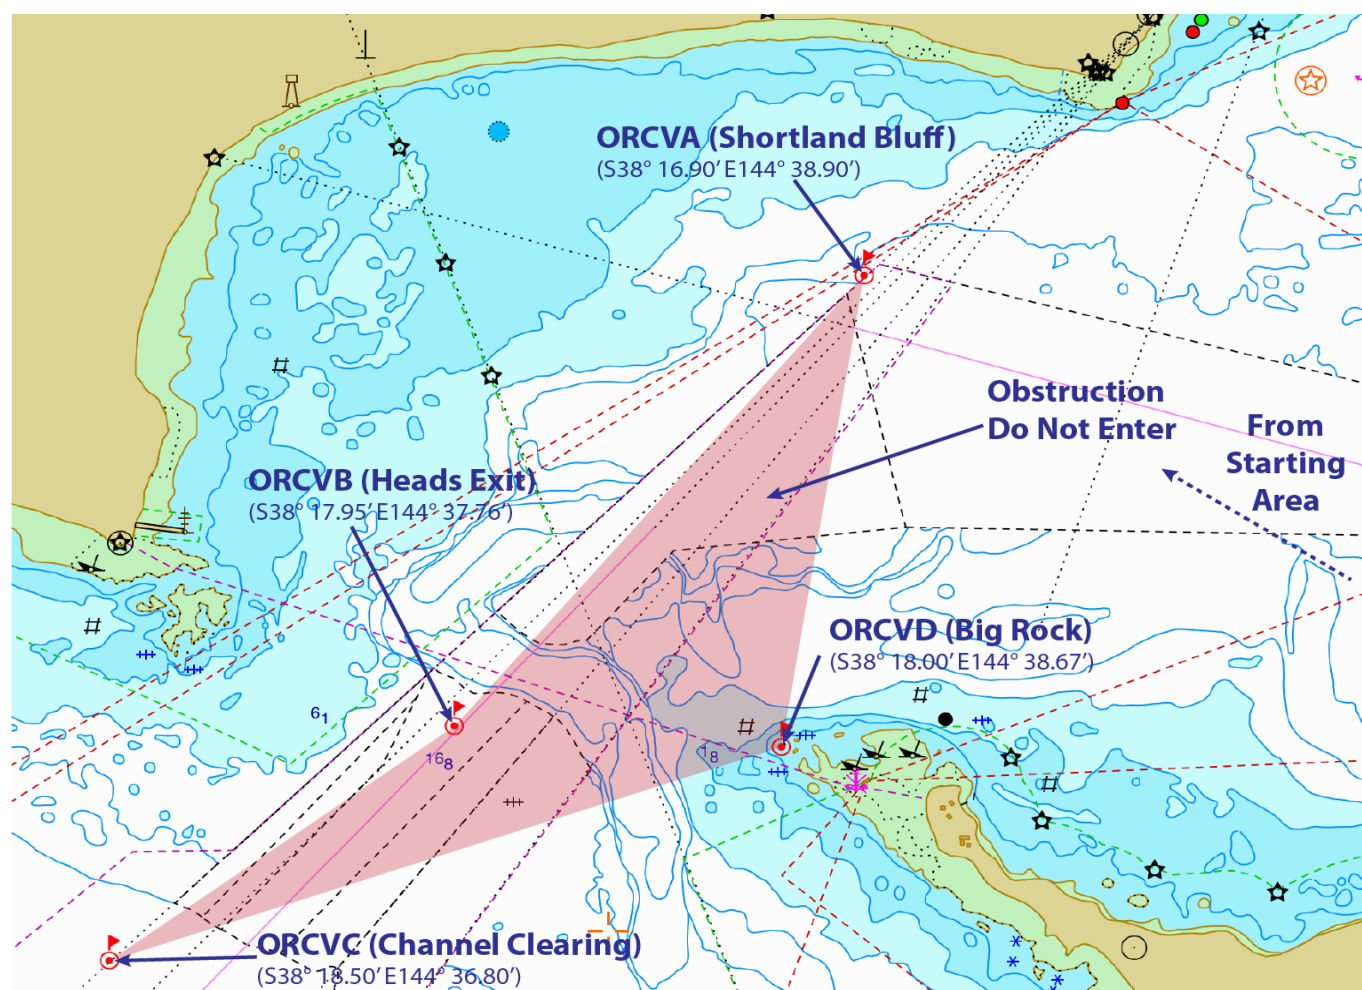 ORCVA (Shortland Bluff)
(S38° 16.90′ E144° 38.90′)
Obstruction
Do Not Enter
From
Starting
Area
ORCVB (Heads Exit)
(S38° 17.95′ E144° 37.76′)
ORCVD (Big Rock)
(S38° 18.00′ E144° 38.67′)
61
168
18
ORCVC (Channel Clearing)
(S38° 18.50′ E144° 36.80′)